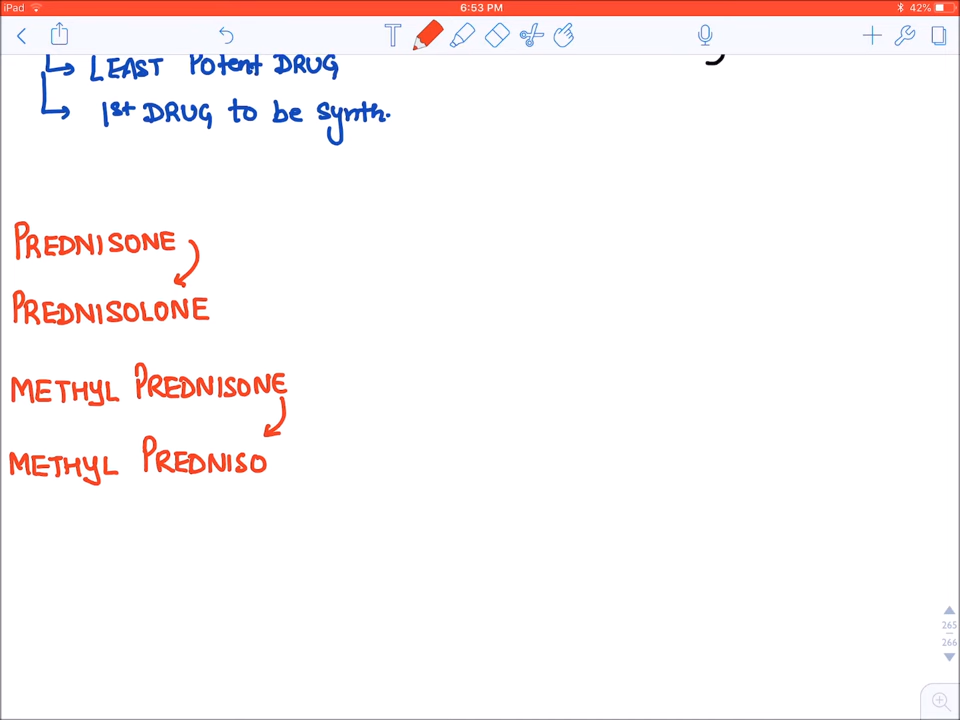 iPad 6:53 PM 42%
T
LEAST Potent DRUG
1st DRUG to be synth.
PREDNISONE
PREDNISOLONE
METHYL PREDNISONE
METHYL PREDNISO
265
266